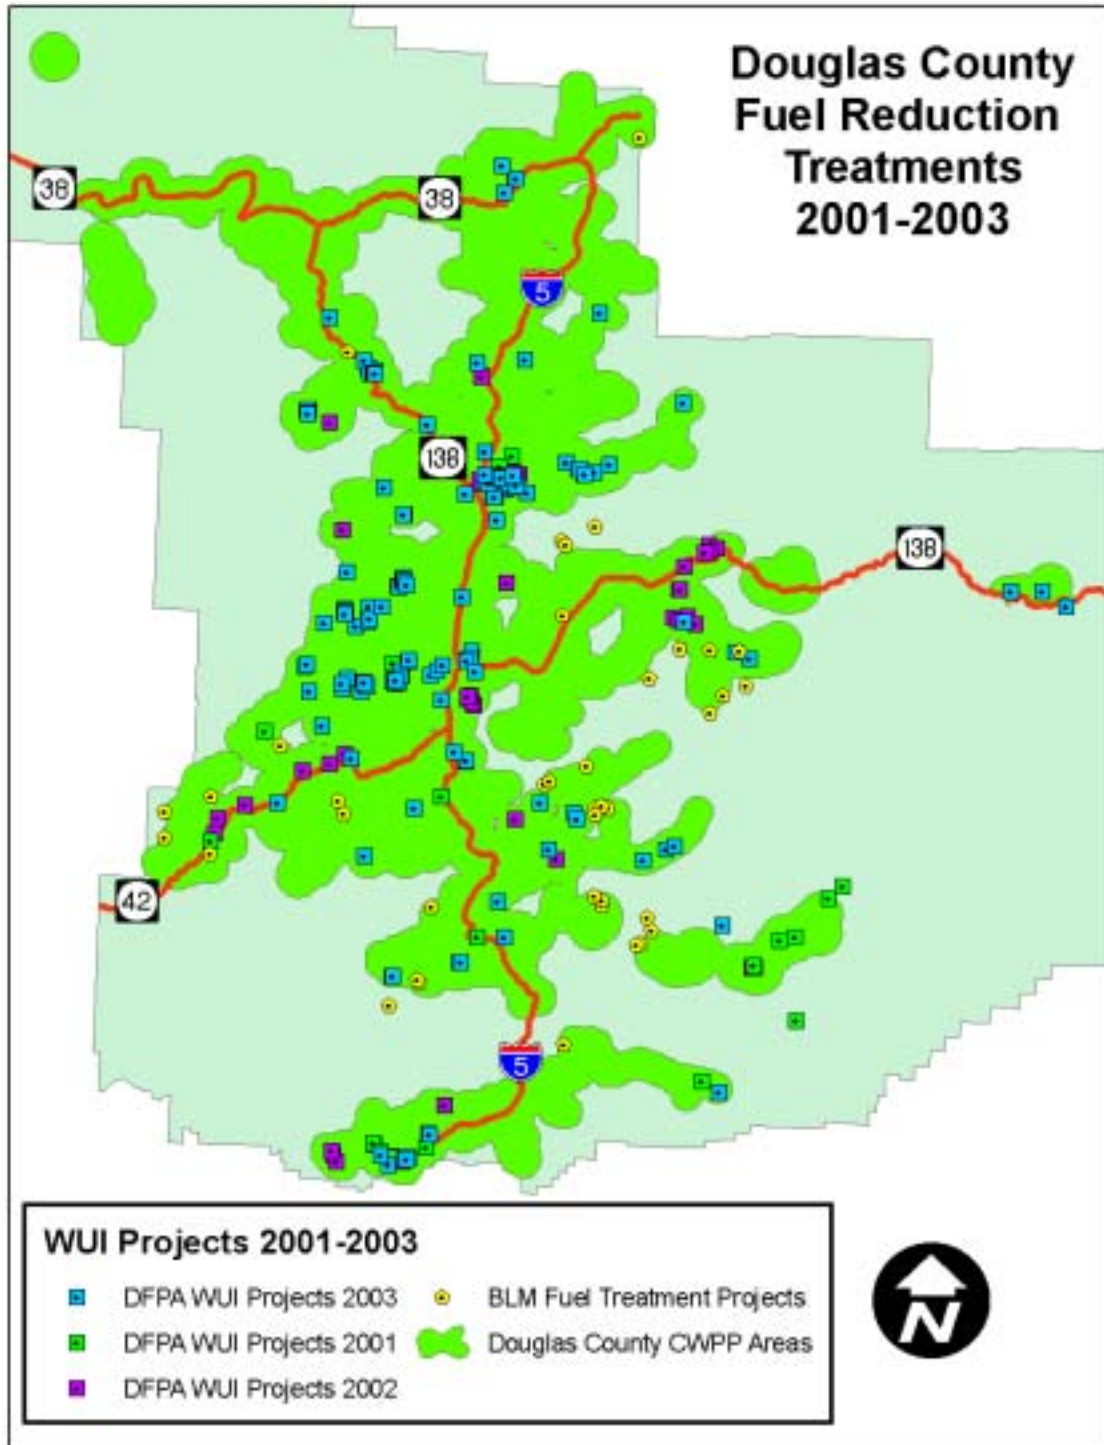 Douglas County
Fuel Reduction
Treatments
2001-2003
38
38
5
138
138
42
5
WUI Projects 2001-2003
DFPA WUI Projects 2003
BLM Fuel Treatment Projects
DFPA WUI Projects 2001
Douglas County CWPP Areas
DFPA WUI Projects 2002
N